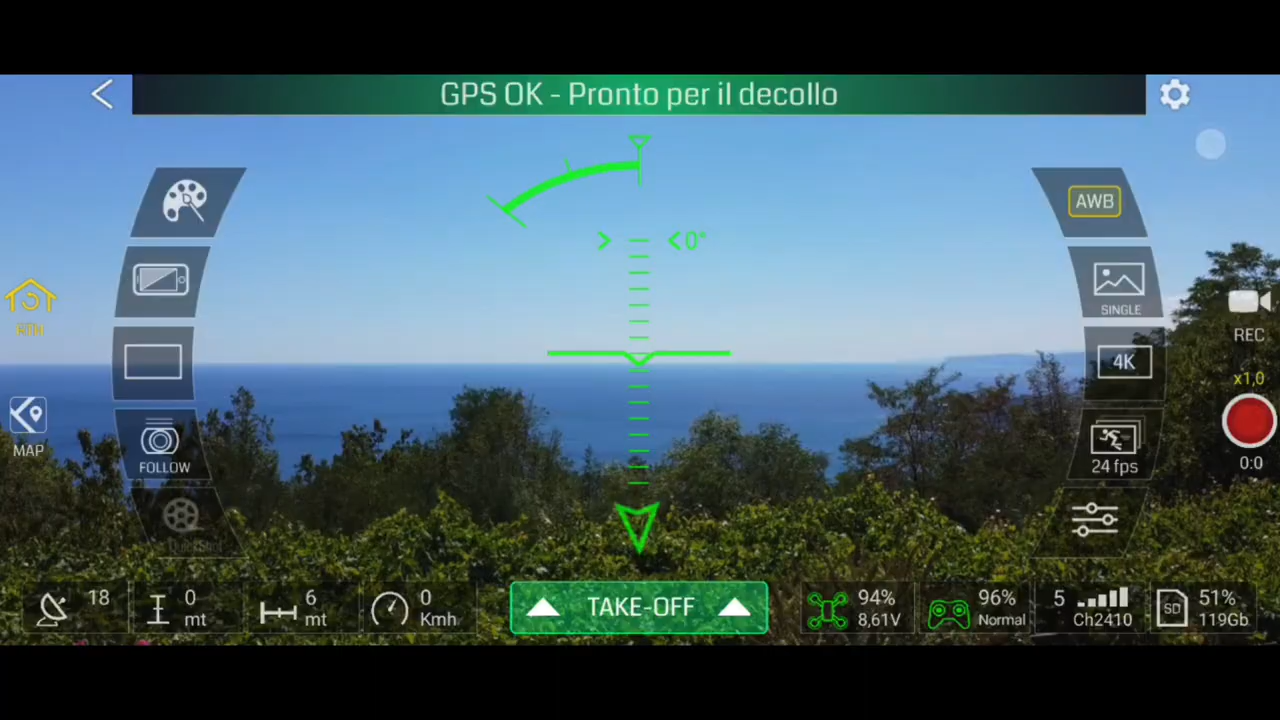 GPS OK - Pronto per il decollo
AWB
<0°
SINGLE
RTH
REC
4K
x1,0
MAP
FOLLOW
24 fps
0:0
QuickShot
18
0
mt
6
mt
0
Kmh
TAKE-OFF
94%
8,61V
96%
Normal
5
Ch2410
SD
51%
119Gb